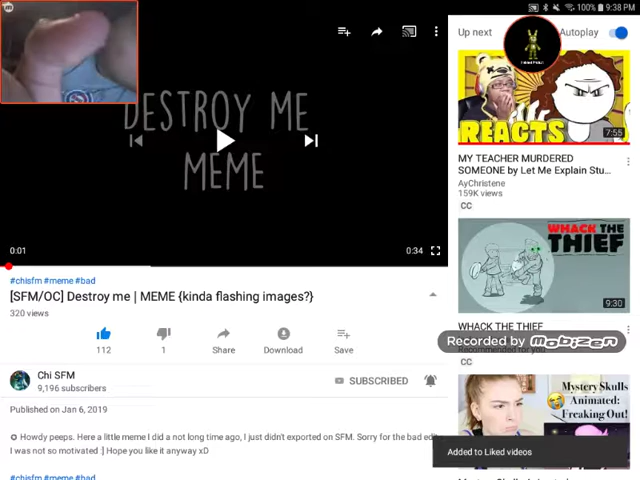 100% 9:38 PM
Up next
Autoplay
DESTROY ME
MEME
0:01
0:34
#chisfm #meme #bad
[SFM/OC] Destroy me | MEME {kinda flashing images?}
320 views
112
1
Share
Download
Save
Chi SFM
9,196 subscribers
SUBSCRIBED
Published on Jan 6, 2019
Howdy peeps. Here a little meme I did a not long time ago, I just didn't exported on SFM. Sorry for the bad
I was not so motivated :] Hope you like it anyway xD
#chisfm #meme #bad
REACTS
7:55
MY TEACHER MURDERED
SOMEONE by Let Me Explain Stu...
AyChristene
159K views
CC
WHACK THE
THIEF
9:30
WHACK THE THIEF
Recorded by MOBIZEN
Recommended for you
CC
Mystery Skulls
Animated:
Freaking Out!
Added to Liked videos